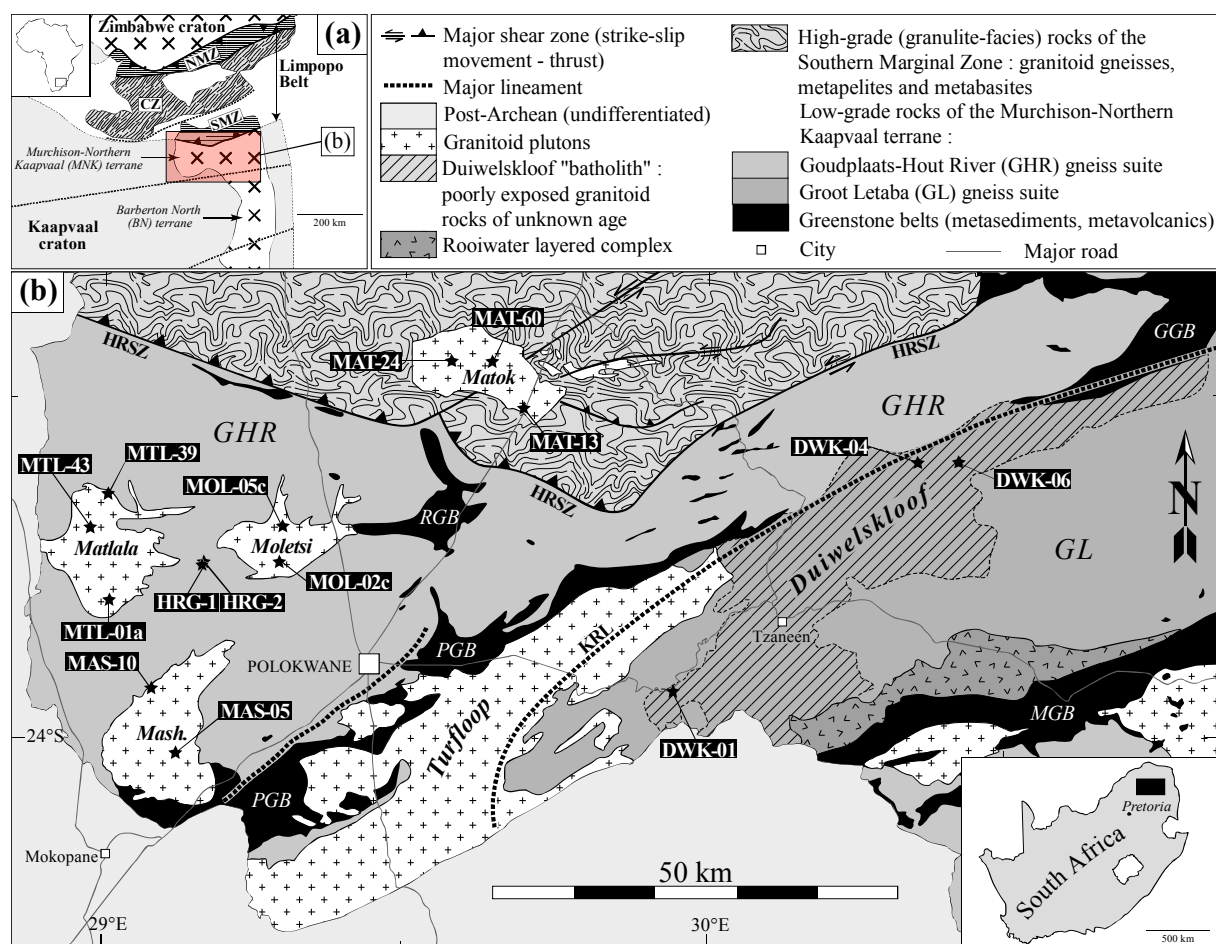 (a)
Zimbabwe craton
NMZ
Limpopo
Belt
CZ
SMZ
(b)
Murchison-Northern
Kaapvaal (MNK) terrane
Barberton North
(BN) terrane
Kaapvaal
craton
200 km
Major shear zone (strike-slip
movement - thrust)
Major lineament
Post-Archean (undifferentiated)
Granitoid plutons
Duiwelskloof "batholith" :
poorly exposed granitoid
rocks of unknown age
Rooiwater layered complex
High-grade (granulite-facies) rocks of the
Southern Marginal Zone : granitoid gneisses,
metapelites and metabasites
Low-grade rocks of the Murchison-Northern
Kaapvaal terrane :
Goudplaats-Hout River (GHR) gneiss suite
Groot Letaba (GL) gneiss suite
Greenstone belts (metasediments, metavolcanics)
City
Major road
(b)
MAT-60
HRSZ
MAT-24
Matok
HRSZ
GGB
GHR
GHR
MAT-13
MTL-43
MTL-39
DWK-04
DWK-06
MOL-05c
HRSZ
RGB
N
Matlala
Moletsi
Duiwelskloof
GL
MOL-02c
HRG-1
HRG-2
MTL-01a
KRL
Tzaneen
MAS-10
POLOKWANE
PGB
MAS-05
Mash.
MGB
24°S
Turfloop
DWK-01
PGB
Pretoria
Mokopane
50 km
South Africa
29°E
30°E
500 km